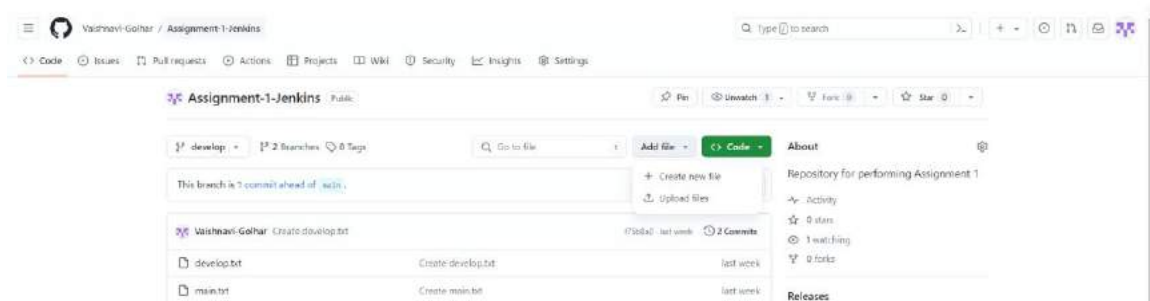 Vaishnavi-Golhar / Assignment-1-Jenkins
Type / to search
<> Code Issues Pull requests Actions Projects Wiki Security Insights Settings
Assignment-1-Jenkins Public
Pin Unwatch 1 Fork 0 Star 0
develop 2 Branches 0 Tags
Go to file t
Add file <> Code
About
This branch is 1 commit ahead of main.
+ Create new file
Upload files
Repository for performing Assignment 1
Activity
0 stars
1 watching
0 forks
Vaishnavi-Golhar Create develop.txt
last week 2 Commits
develop.txt Create develop.txt last week
main.txt Create main.txt last week
Releases